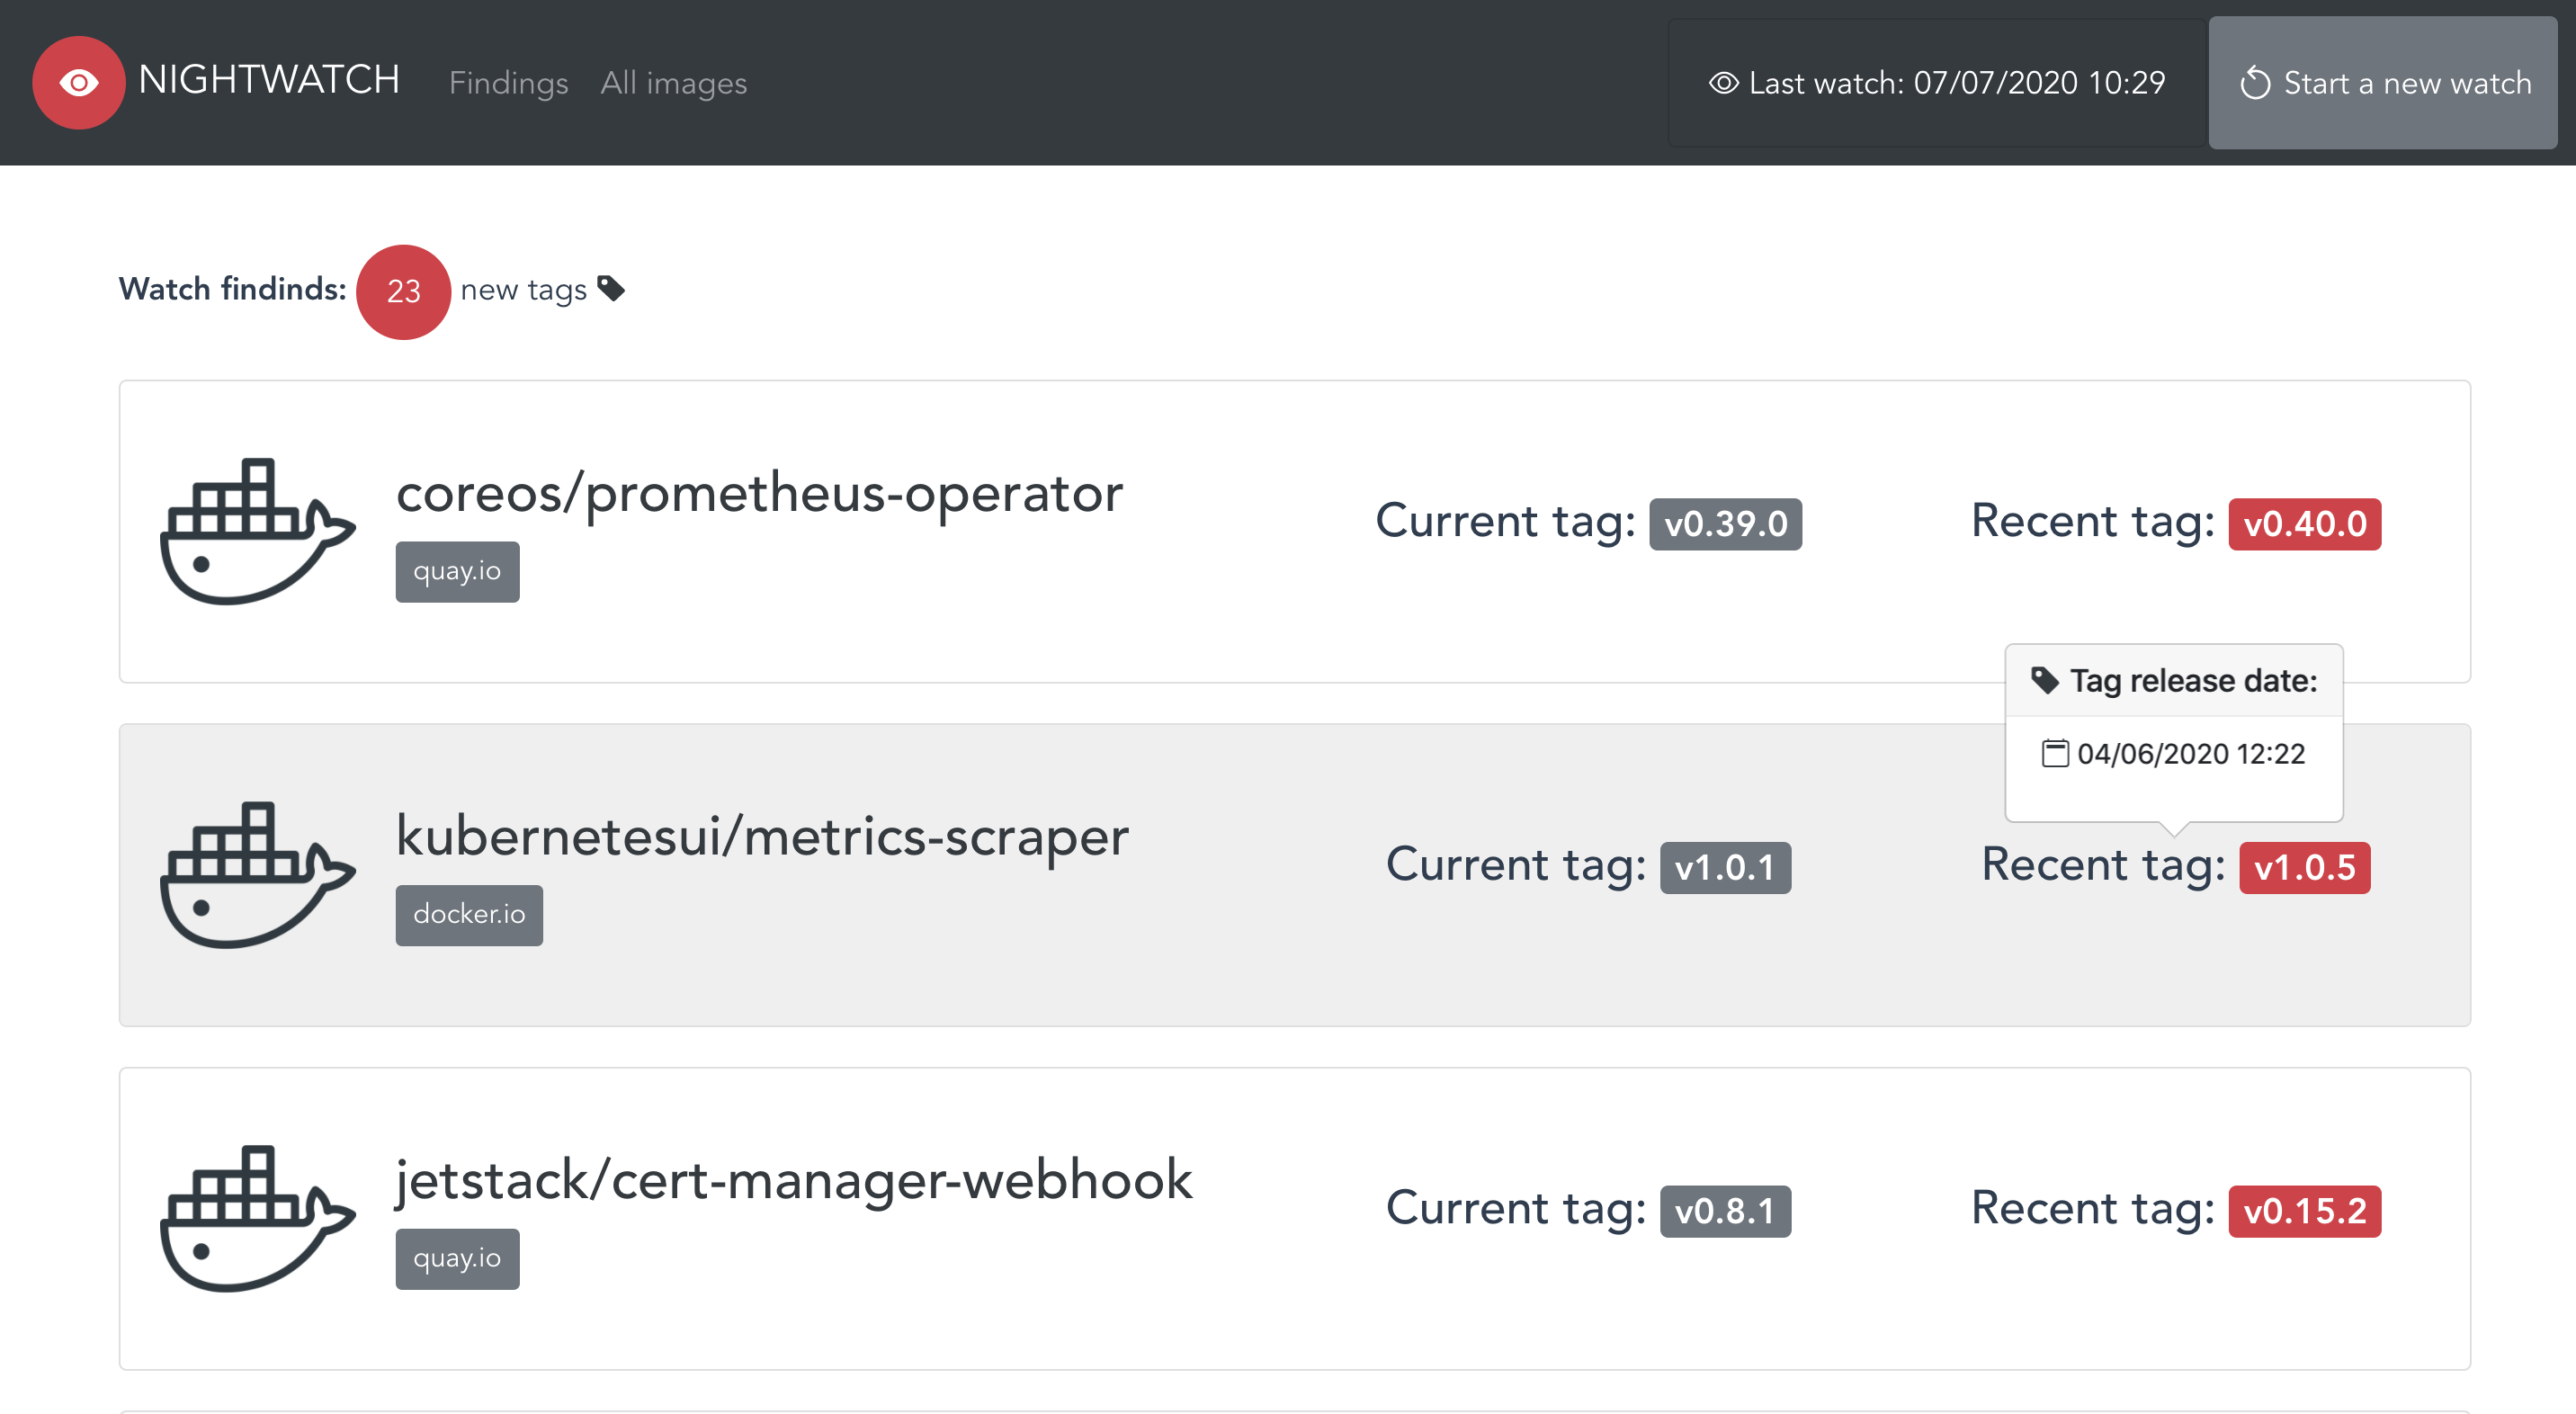 NIGHTWATCH Findings All images Last watch: 07/07/2020 10:29 Start a new watch
Watch findinds: 23 new tags
coreos/prometheus-operator
quay.io
Current tag: v0.39.0 Recent tag: v0.40.0
Tag release date:
04/06/2020 12:22
kubernetesui/metrics-scraper
docker.io
Current tag: v1.0.1 Recent tag: v1.0.5
jetstack/cert-manager-webhook
quay.io
Current tag: v0.8.1 Recent tag: v0.15.2